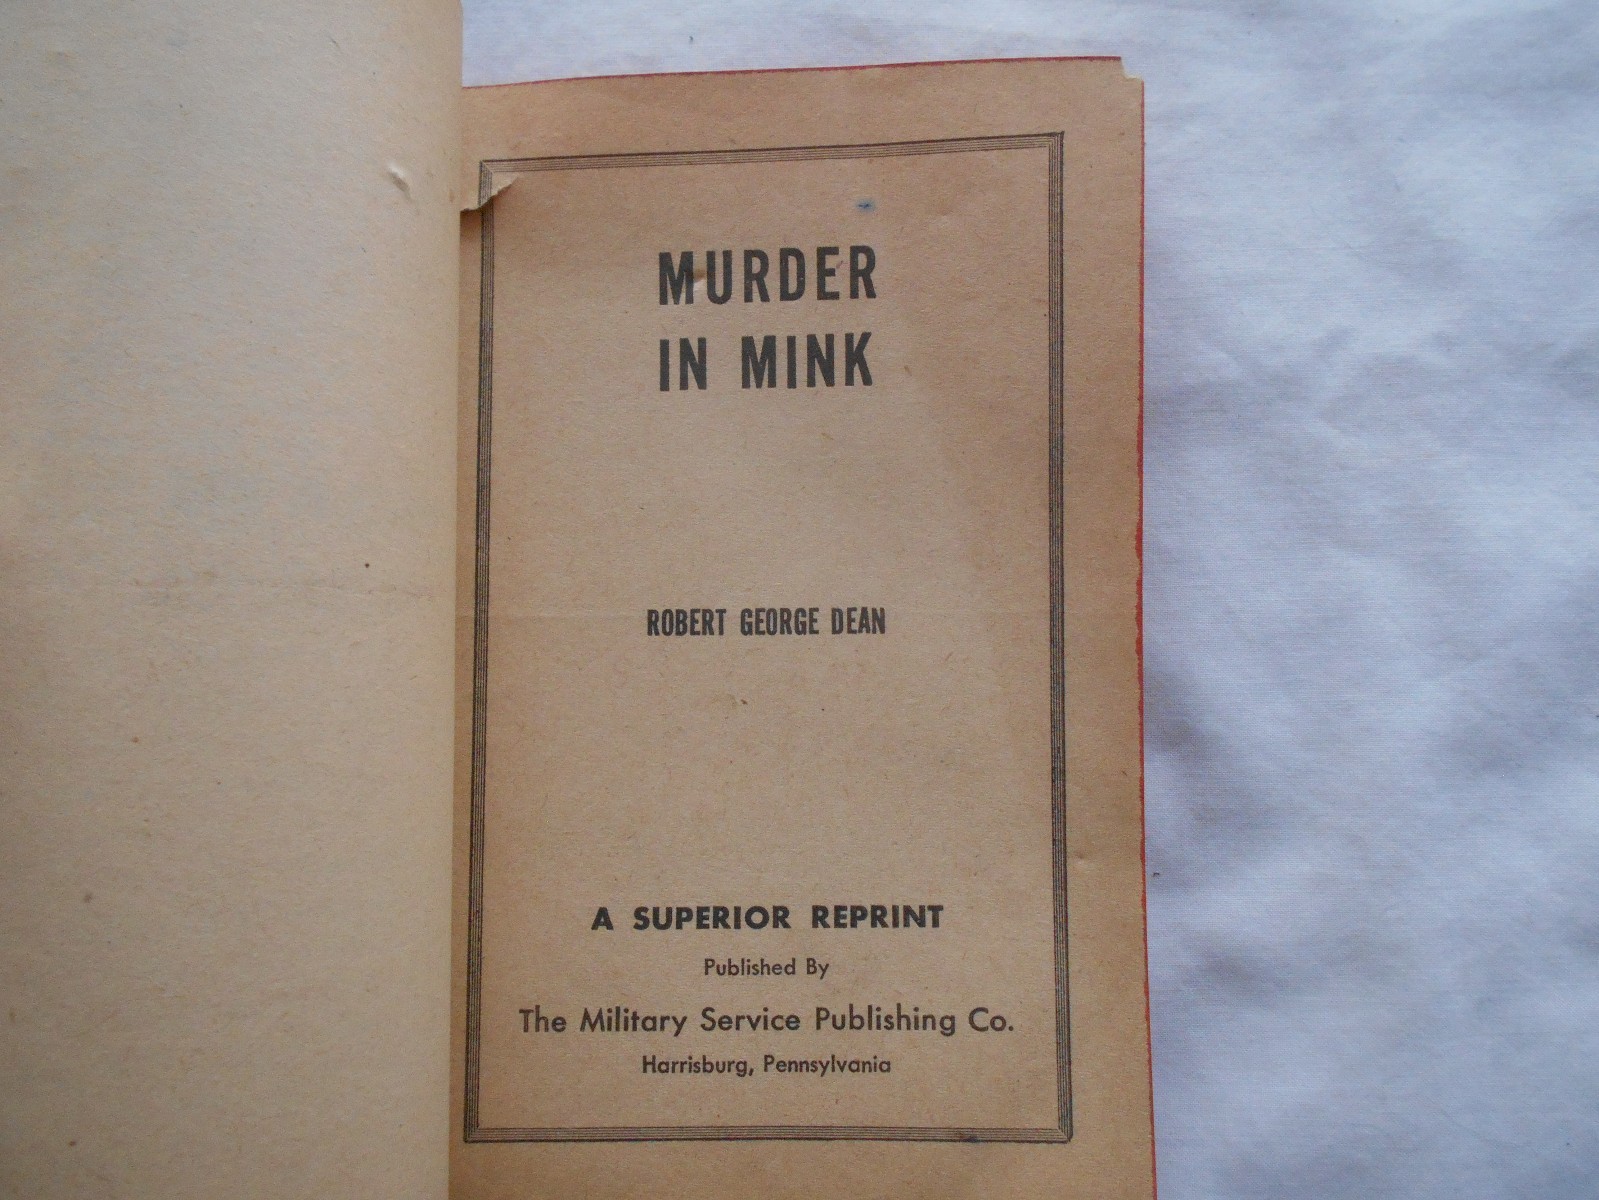 MURDER
IN MINK
ROBERT GEORGE DEAN
A SUPERIOR REPRINT
Published By
The Military Service Publishing Co.
Harrisburg, Pennsylvania